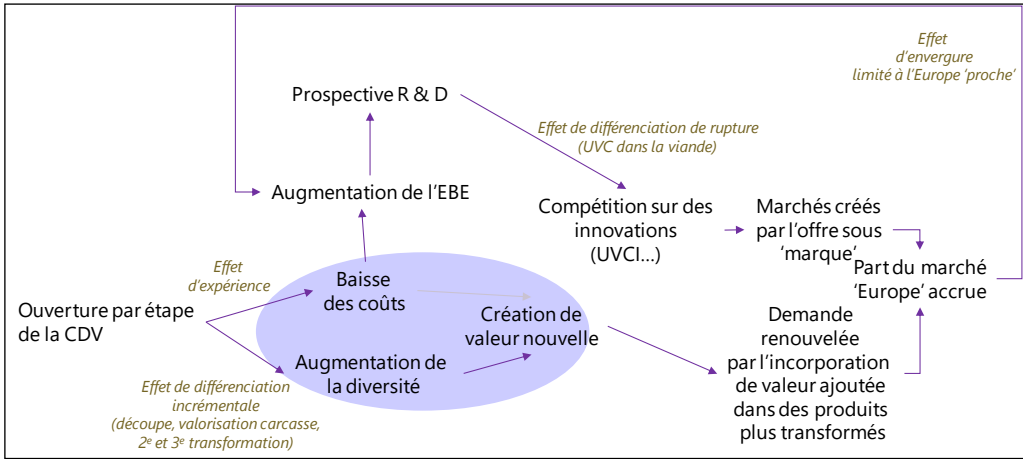 Effet
d'envergure
limité à l'Europe 'proche'
Prospective R & D
Effet de différenciation de rupture
(UVC dans la viande)
Augmentation de l'EBE
Compétition sur des
innovations
(UVCI...)
Marchés créés
par l'offre sous
'marque'
Effet
d'expérience
Baisse
des coûts
Part du marché
'Europe' accrue
Ouverture par étape
de la CDV
Création de
valeur nouvelle
Demande
renouvelée
par l'incorporation
de valeur ajoutée
dans des produits
plus transformés
Augmentation de
la diversité
Effet de différenciation
incrémentale
(découpe, valorisation carcasse,
2e et 3e transformation)